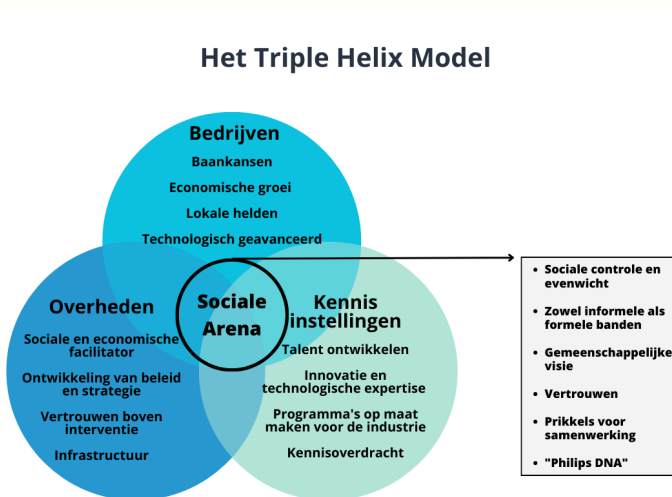 Het Triple Helix Model
Bedrijven
Baankansen
Economische groei
Lokale helden
Technologisch geavanceerd
Overheden
Sociale en economische
facilitator
Ontwikkeling van beleid
en strategie
Vertrouwen boven
interventie
Infrastructuur
Sociale
Arena
Kennis
instellingen
Talent ontwikkelen
Innovatie en
technologische expertise
Programma's op maat
maken voor de industrie
Kennisoverdracht
• Sociale controle en
evenwicht
• Zowel informele als
formele banden
• Gemeenschappelijke
visie
• Vertrouwen
• Prikkels voor
samenwerking
• "Philips DNA"